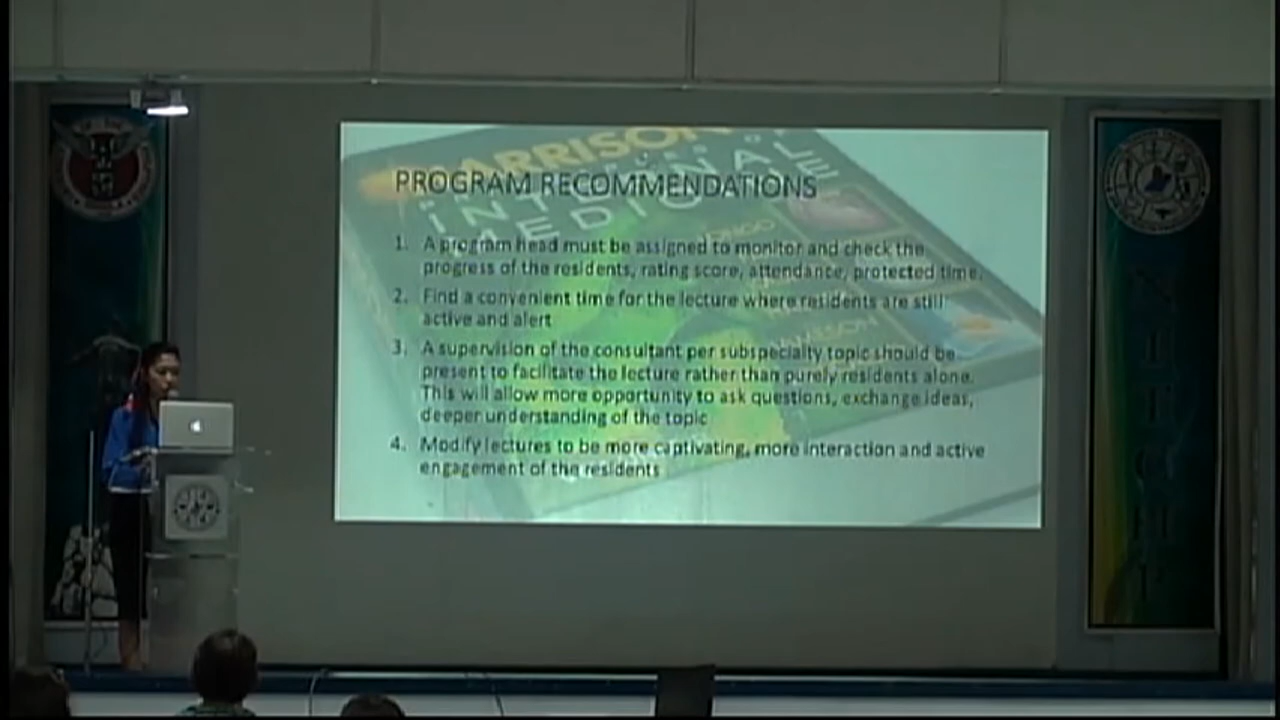 HARRISON
INTERNAL
MEDI
PROGRAM RECOMMENDATIONS
1. A program head must be assigned to monitor and check the
progress of the residents, rating score, attendance, protected time.
2. Find a convenient time for the lecture where residents are still
active and alert
3. A supervision of the consultant per subspecialty topic should be
present to facilitate the lecture rather than purely residents alone.
This will allow more opportunity to ask questions, exchange ideas,
deeper understanding of the topic
4. Modify lectures to be more captivating, more interaction and active
engagement of the residents